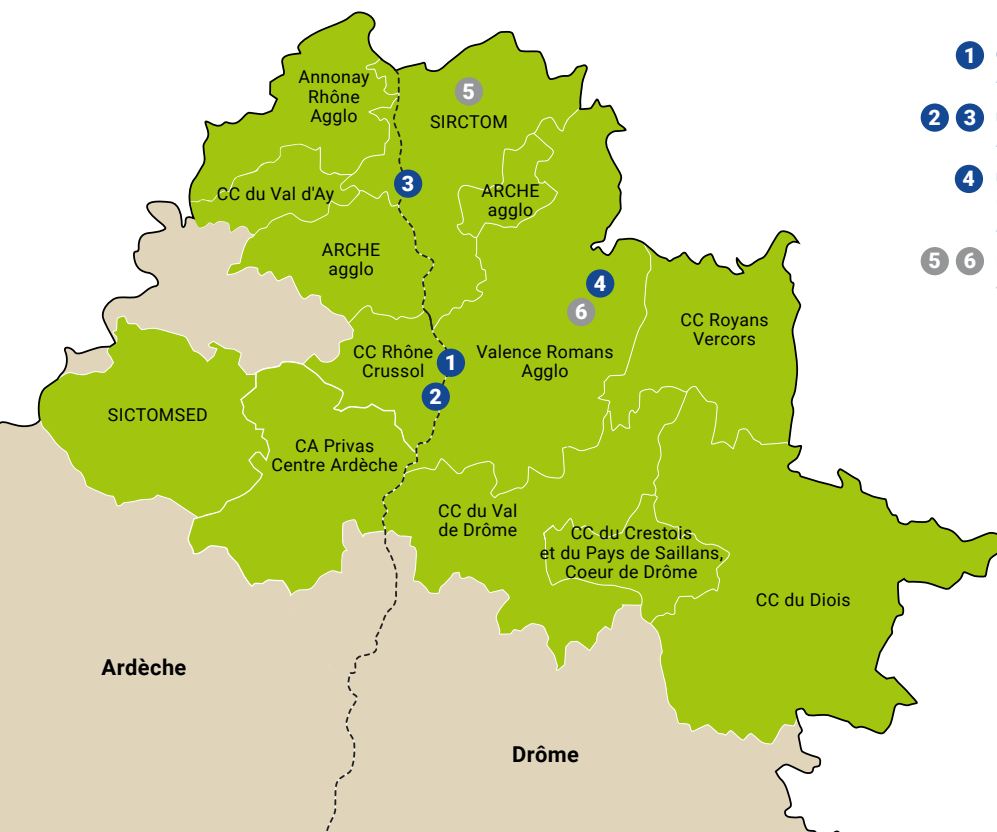 Annonay
Rhône
Agglo
5
SIRCTOM
CC du Val d'Ay
3
ARCHE
agglo
ARCHE
agglo
4
6
CC Royans
Vercors
CC Rhône
Crussol
1
2
Valence Romans
Agglo
SICTOMSED
CA Privas
Centre Ardèche
CC du Val
de Drôme
CC du Crestois
et du Pays de Saillans,
Coeur de Drôme
CC du Diois
Ardèche
Drôme
1
2 3
4
5 6